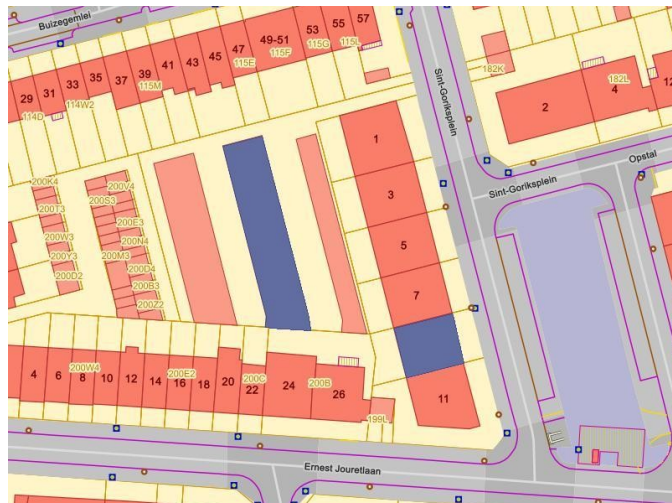 Buizegemlei
49-51
53
55
57
47
45
43
41
39
37
35
33
31
29
115F
115G
115L
115E
115M
114W2
114D
182K
182L
2
4
12
Sint-Goriksplein
Opstal
Sint-Goriksplein
1
3
5
7
11
200K4
200V4
200S3
200T3
200E3
200W3
200N4
200Y3
200M3
200D4
200D2
200B3
200Z2
4
6
8
10
12
14
16
18
20
22
24
26
200W4
200E2
200C
200B
199L
Ernest Jouretlaan